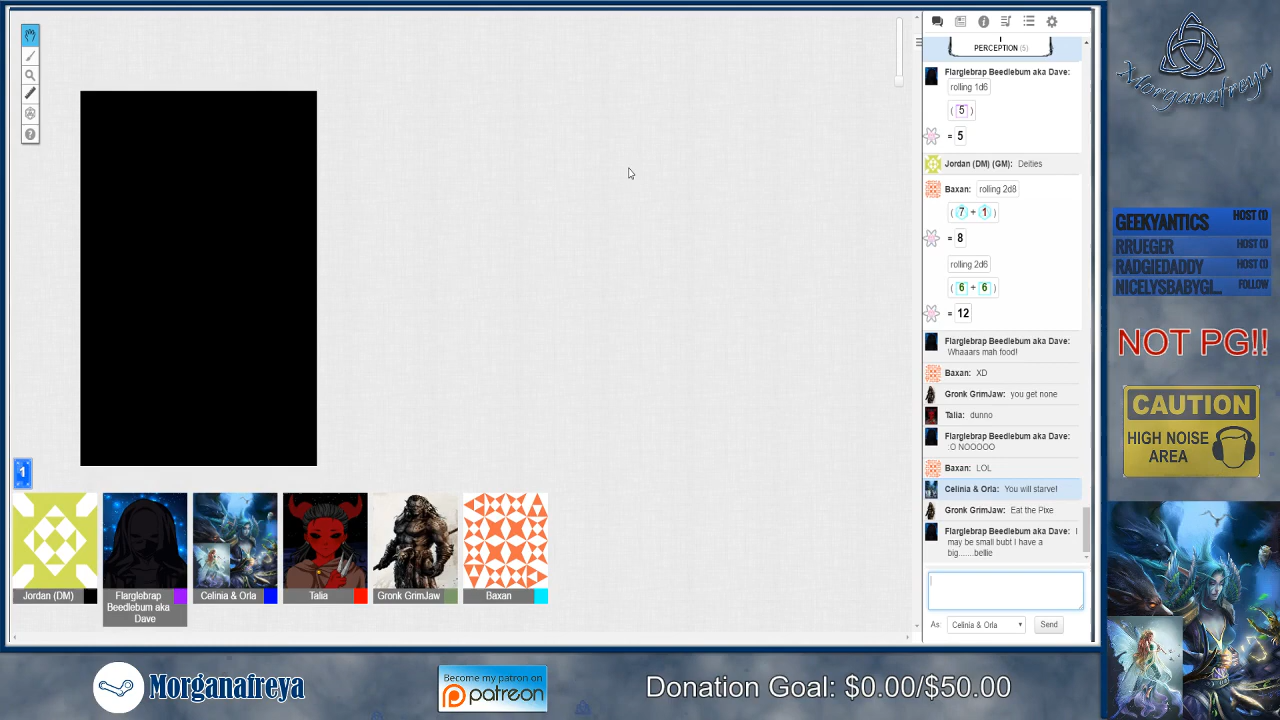 PERCEPTION (5)
Flarglebrap Beedlebum aka Dave:
rolling 1d6
( 5 )
= 5
Jordan (DM) (GM): Deities
Baxan: rolling 2d8
( 7 + 1 )
= 8
rolling 2d6
( 6 + 6 )
= 12
Flarglebrap Beedlebum aka Dave:
Whaaars mah food!
Baxan: XD
Gronk GrimJaw: you get none
Talia: dunno
Flarglebrap Beedlebum aka Dave:
:O NOOOOO
Baxan: LOL
Celinia & Orla: You will starve!
Gronk GrimJaw: Eat the Pixe
Flarglebrap Beedlebum aka Dave: I
may be small bubt I have a
big.......bellie
As: Celinia & Orla Send
1
Jordan (DM)
Flarglebrap
Beedlebum aka
Dave
Celinia & Orla
Talia
Gronk GrimJaw
Baxan
Xmorganafreya
GEEKYANTICS HOST (1)
RRUEGER HOST (1)
RADGIEDADDY HOST (1)
NICELYSBABYGI... FOLLOW
NOT PG!!
CAUTION
HIGH NOISE
AREA
Morganafreya
Become my patron on
patreon
Donation Goal: $0.00/$50.00